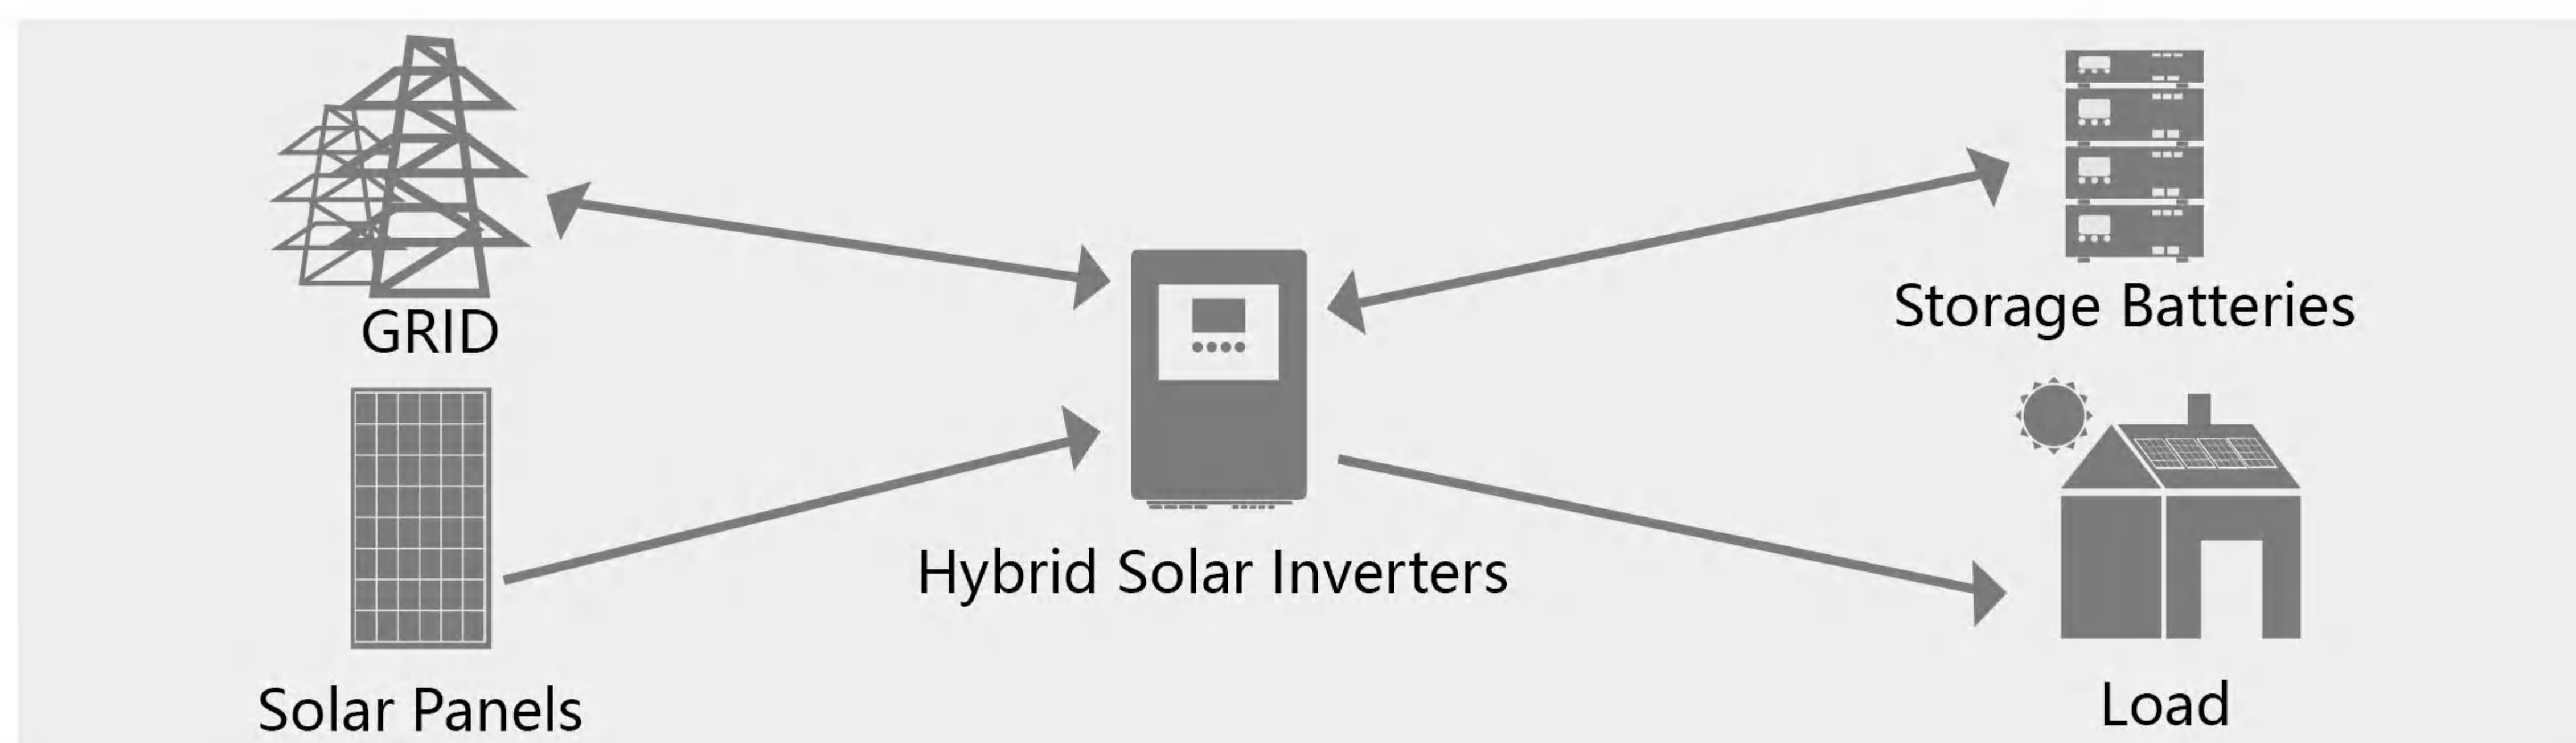 GRID
Storage Batteries
Hybrid Solar Inverters
Solar Panels
Load